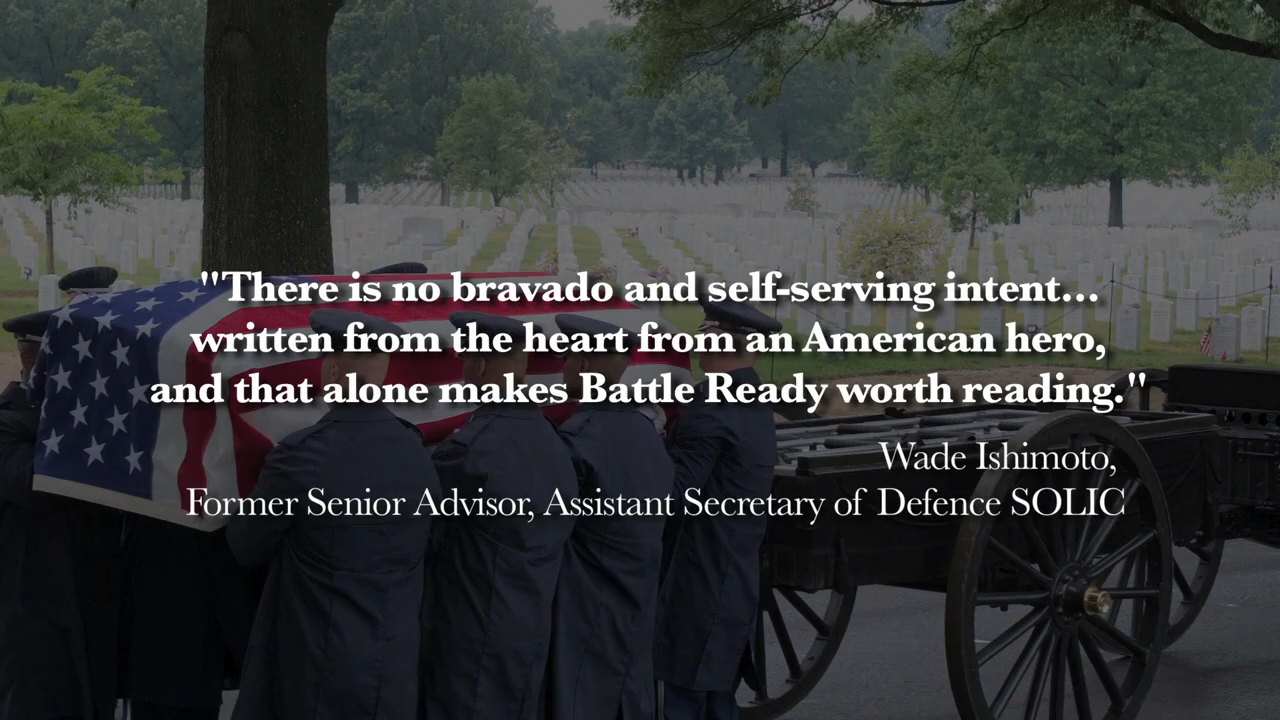 "There is no bravado and self-serving intent...
written from the heart from an American hero,
and that alone makes Battle Ready worth reading."
Wade Ishimoto,
Former Senior Advisor, Assistant Secretary of Defence SOLIC